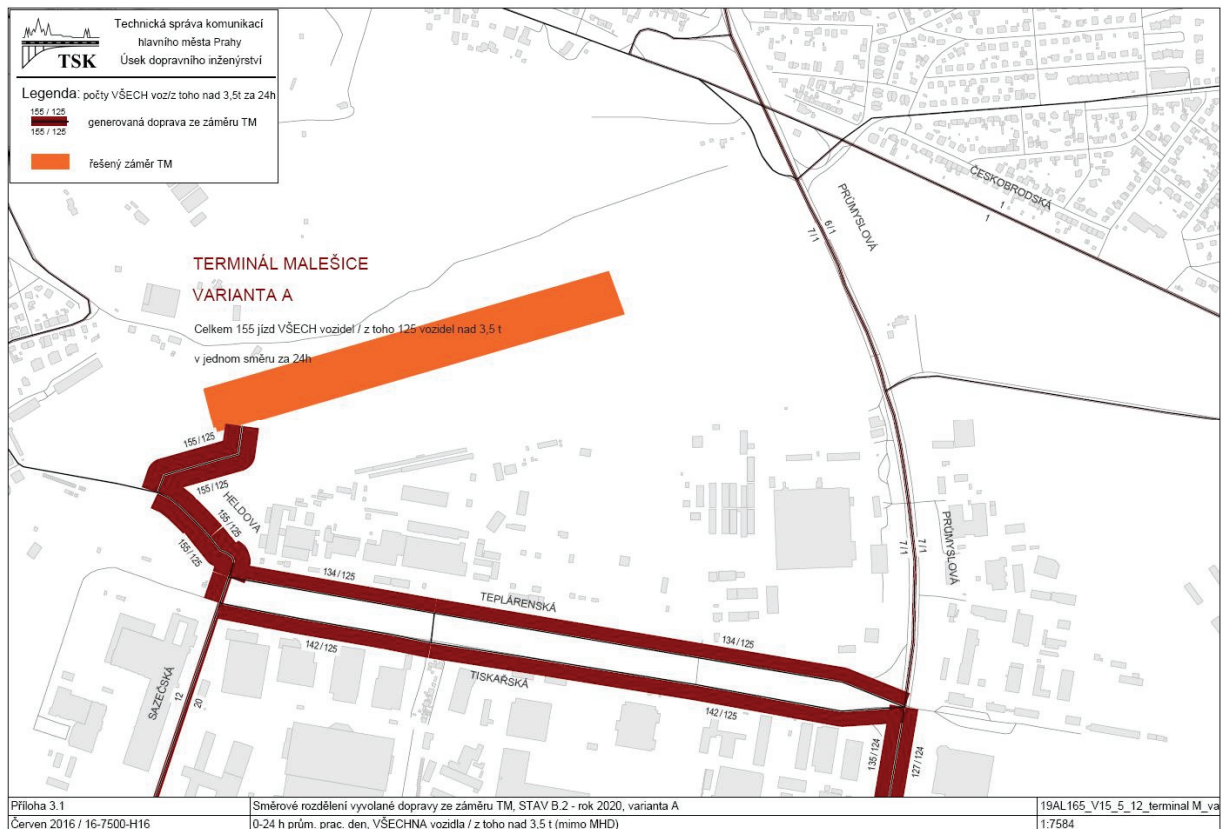 Technická správa komunikací
hlavního města Prahy
Úsek dopravního inženýrství
TSK
Legenda: počty VŠECH voz/z toho nad 3,5t za 24h
155 / 125
155 / 125
generovaná doprava ze záměru TM
řešený záměr TM
ČESKOBRODSKÁ
1
1
PRŮMYSLOVÁ
6/1
7/1
TERMINÁL MALEŠICE
VARIANTA A
Celkem 155 jízd VŠECH vozidel / z toho 125 vozidel nad 3,5 t
v jednom směru za 24h
155/125
155/125
HELDOVA
155/125
155/125
PRŮMYSLOVÁ
7/1
7/1
134/125
TEPLÁRENSKÁ
134/125
142/125
TISKAŘSKÁ
142/125
SAZEČSKÁ
12
20
135/124
127/124
Příloha 3.1
Směrové rozdělení vyvolané dopravy ze záměru TM, STAV B.2 - rok 2020, varianta A
19AL165_V15_5_12_terminal M_va
Červen 2016 / 16-7500-H16
0-24 h prům. prac. den, VŠECHNA vozidla / z toho nad 3,5 t (mimo MHD)
1:7584